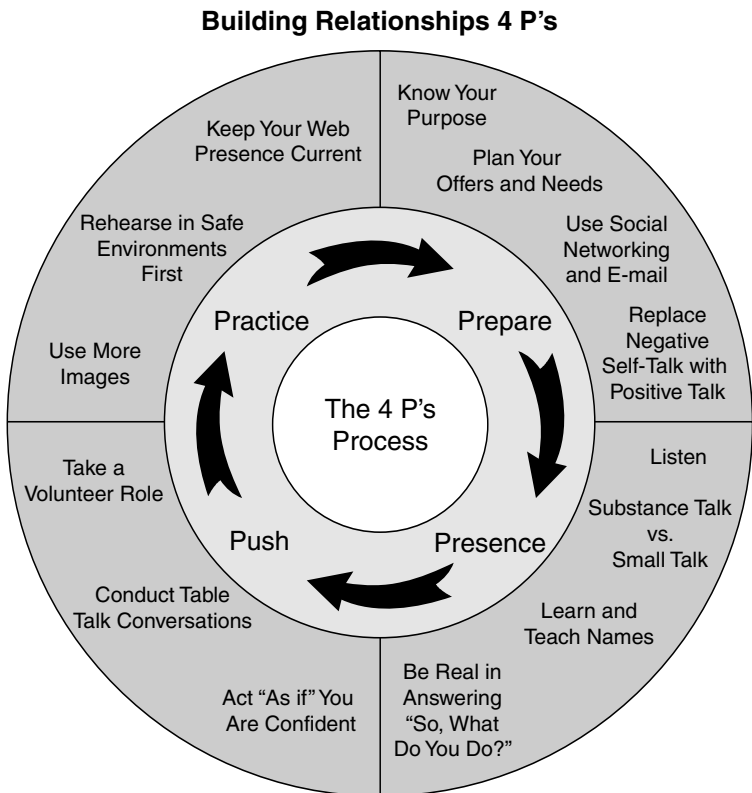 Building Relationships 4 P's
Know Your
Purpose
Plan Your
Offers and Needs
Use Social
Networking
and E-mail
Replace
Negative
Self-Talk with
Positive Talk
Listen
Substance Talk
vs.
Small Talk
Learn and
Teach Names
Be Real in
Answering
“So, What
Do You Do?”
Act “As if” You
Are Confident
Conduct Table
Talk Conversations
Take a
Volunteer Role
Use More
Images
Rehearse in Safe
Environments
First
Keep Your Web
Presence Current
Practice
Prepare
Presence
Push
The 4 P's
Process